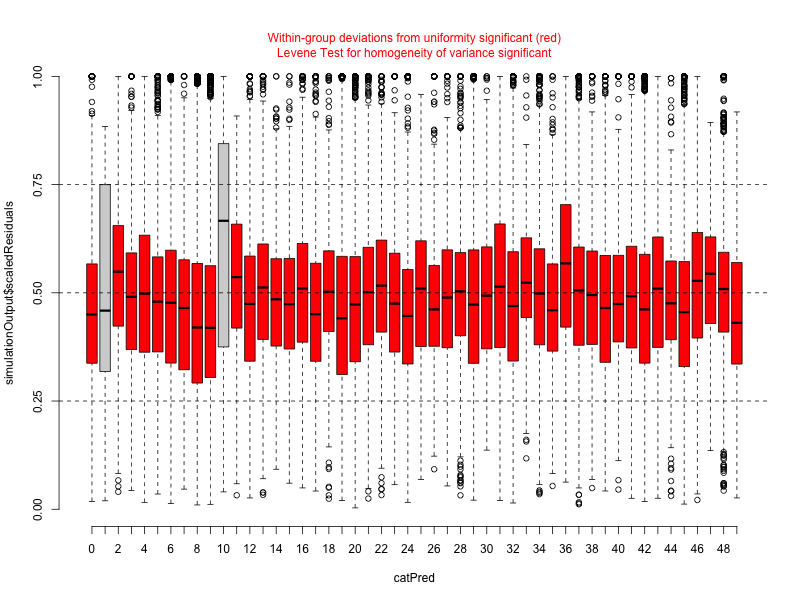 Within-group deviations from uniformity significant (red)
Levene Test for homogeneity of variance significant
simulationOutput$scaledResiduals
1.00
0.75
0.50
0.25
0.00
0 2 4 6 8 10 12 14 16 18 20 22 24 26 28 30 32 34 36 38 40 42 44 46 48
catPred